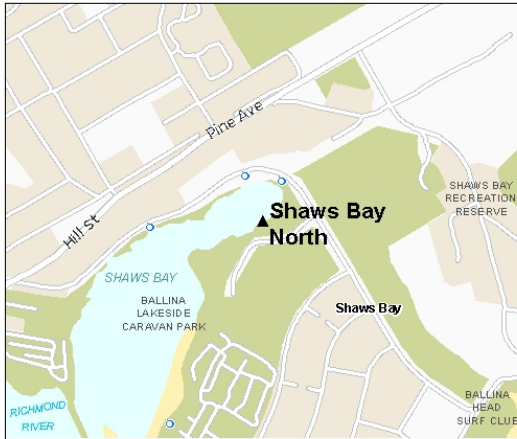 Pine Ave
Hill St
SHAWS BAY
RECREATION
RESERVE
Shaws Bay
North
SHAWS BAY
BALLINA
LAKESIDE
CARAVAN PARK
Shaws Bay
RICHMOND
RIVER
BALLINA
HEAD
SURF CLUB